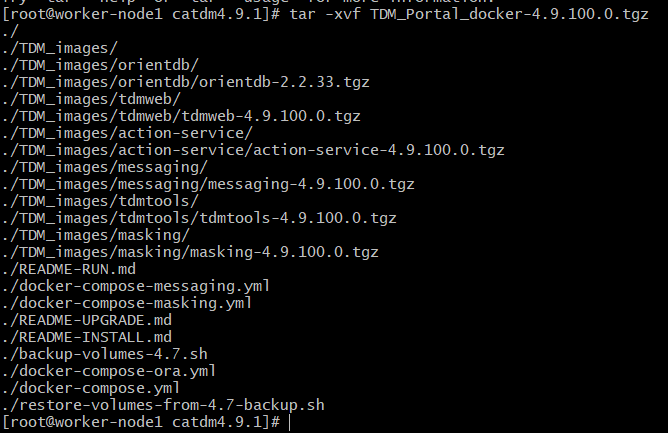 [root@worker-node1 catdm4.9.1]# tar -xvf TDM_Portal_docker-4.9.100.0.tgz
./
./TDM_images/
./TDM_images/orientdb/
./TDM_images/orientdb/orientdb-2.2.33.tgz
./TDM_images/tdmweb/
./TDM_images/tdmweb/tdmweb-4.9.100.0.tgz
./TDM_images/action-service/
./TDM_images/action-service/action-service-4.9.100.0.tgz
./TDM_images/messaging/
./TDM_images/messaging/messaging-4.9.100.0.tgz
./TDM_images/tdmtools/
./TDM_images/tdmtools/tdmtools-4.9.100.0.tgz
./TDM_images/masking/
./TDM_images/masking/masking-4.9.100.0.tgz
./README-RUN.md
./docker-compose-messaging.yml
./docker-compose-masking.yml
./README-UPGRADE.md
./README-INSTALL.md
./backup-volumes-4.7.sh
./docker-compose-ora.yml
./docker-compose.yml
./restore-volumes-from-4.7-backup.sh
[root@worker-node1 catdm4.9.1]#